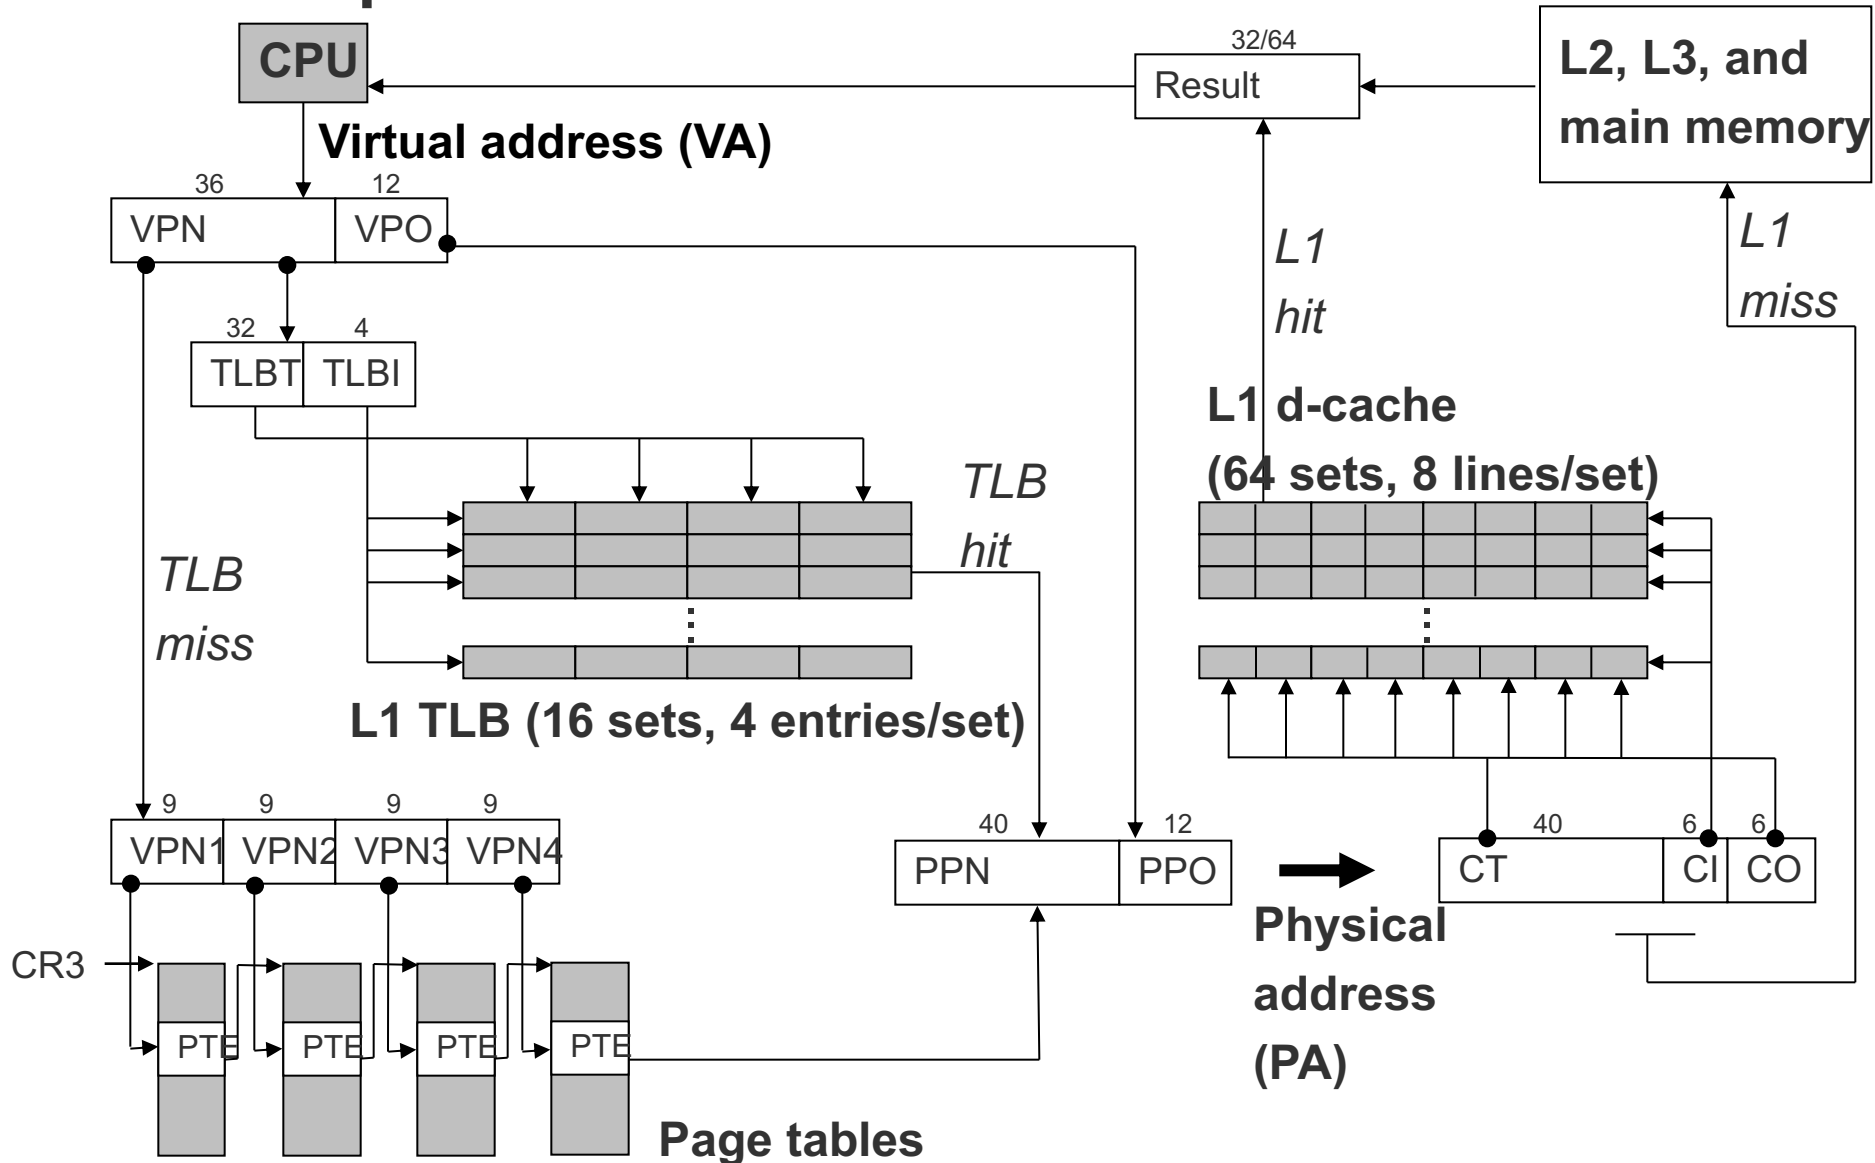 CPU
32/64
Result
L2, L3, and
main memory
Virtual address (VA)
36
12
VPN
VPO
L1
hit
L1
miss
32
4
TLBT
TLBI
L1 d-cache
(64 sets, 8 lines/set)
TLB
hit
TLB
miss
L1 TLB (16 sets, 4 entries/set)
9
9
9
9
VPN1
VPN2
VPN3
VPN4
40
12
PPN
PPO
40
6
6
CT
CI
CO
Physical
address
(PA)
CR3
PTE
PTE
PTE
PTE
Page tables